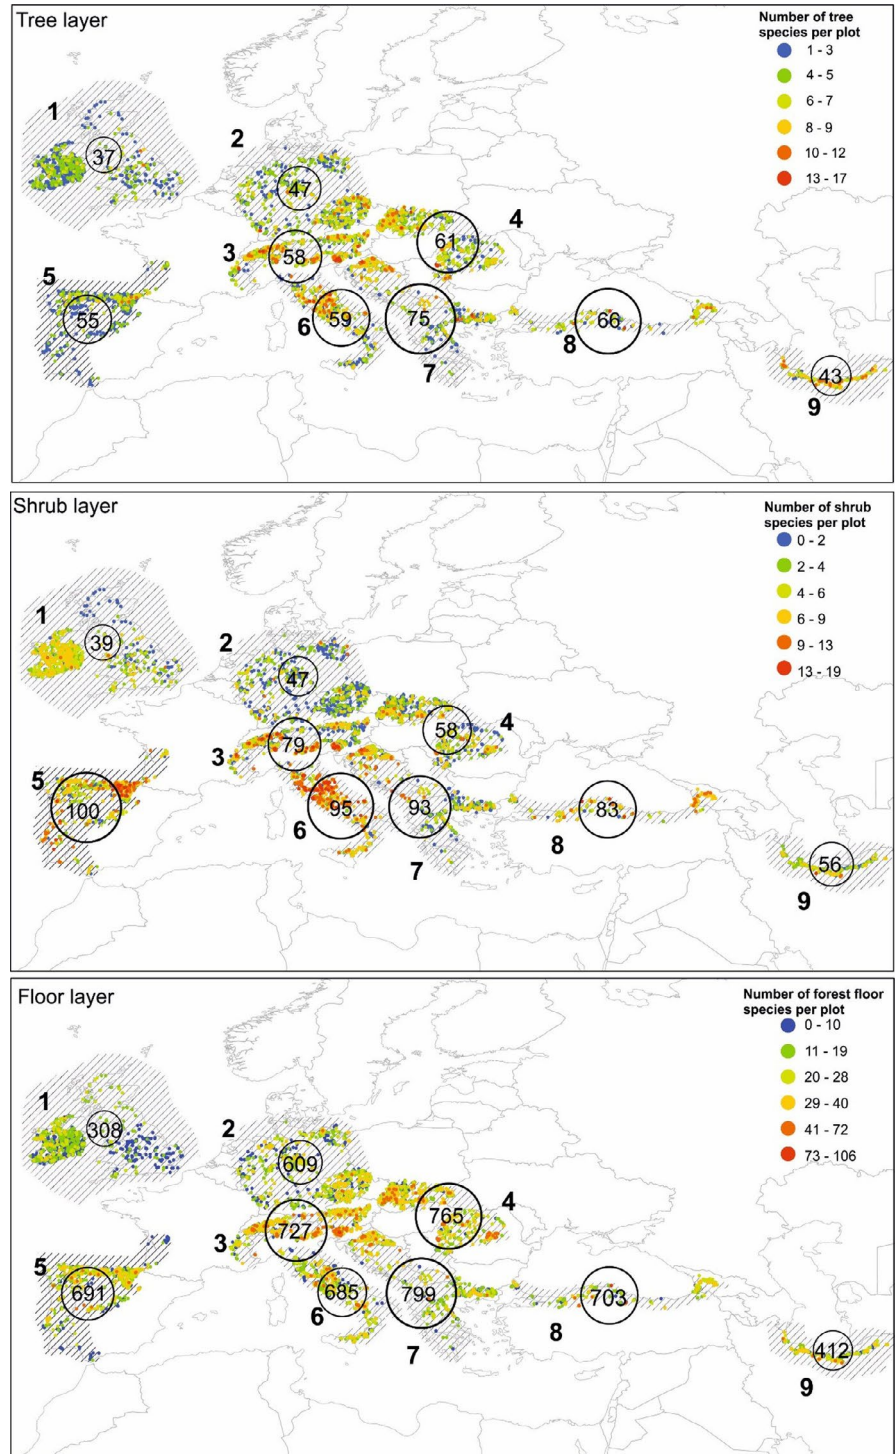 Tree layer
Number of tree
species per plot
1 - 3
4 - 5
6 - 7
8 - 9
10 - 12
13 - 17
1
37
2
47
3
58
4
61
5
55
6
59
7
75
8
66
9
43
Shrub layer
Number of shrub
species per plot
0 - 2
2 - 4
4 - 6
6 - 9
9 - 13
13 - 19
1
39
2
47
3
79
4
58
5
100
6
95
7
93
8
83
9
56
Floor layer
Number of forest floor
species per plot
0 - 10
11 - 19
20 - 28
29 - 40
41 - 72
73 - 106
1
308
2
609
3
727
4
765
5
691
6
685
7
799
8
703
9
412